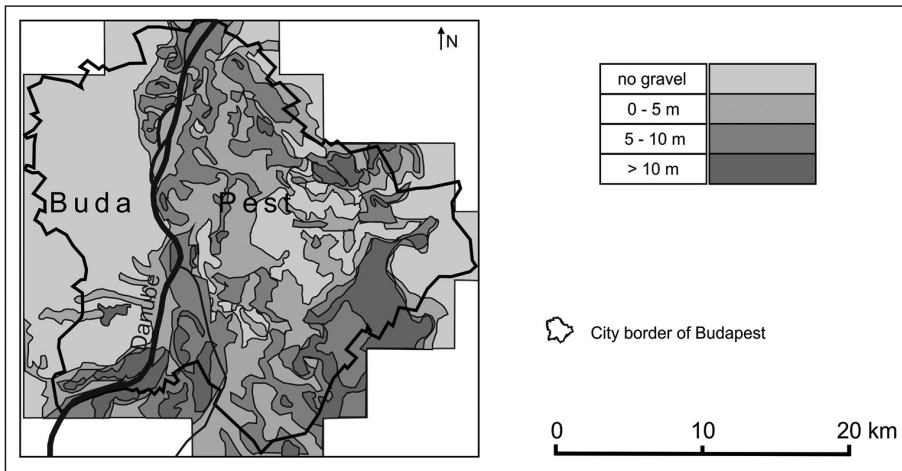 N
Buda
Pest
Danube
no gravel
0 - 5 m
5 - 10 m
> 10 m
City border of Budapest
0 10 20 km